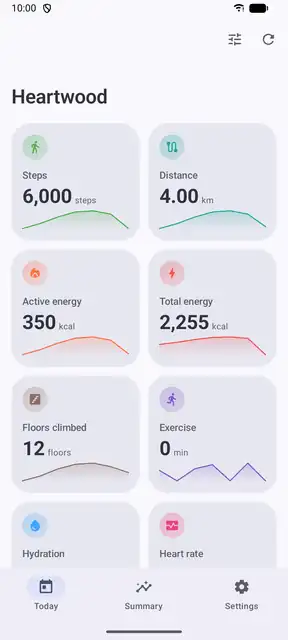 10:00
Heartwood
Steps
6,000 steps
Distance
4.00 km
Active energy
350 kcal
Total energy
2,255 kcal
Floors climbed
12 floors
Exercise
0 min
Hydration
Heart rate
Today
Summary
Settings